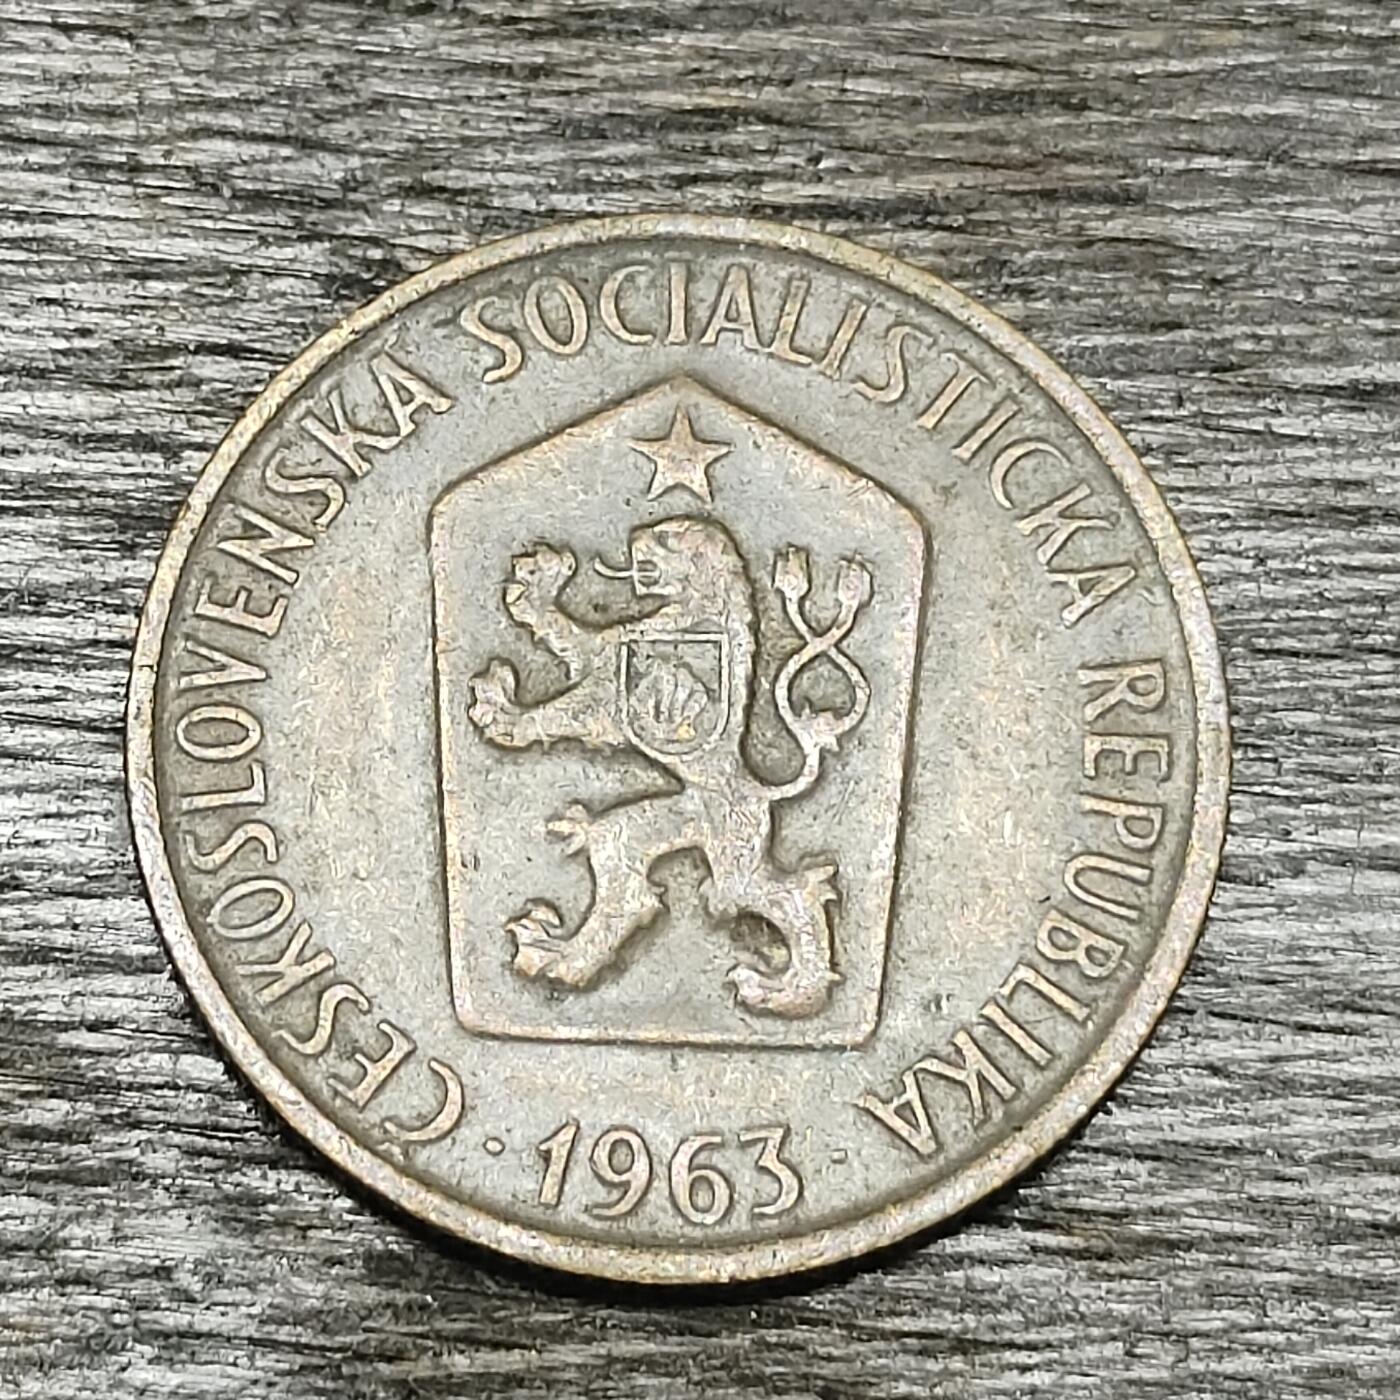 ČESKOSLOVENSKÁ SOCIALISTICKÁ REPUBLIKA
· 1963 ·